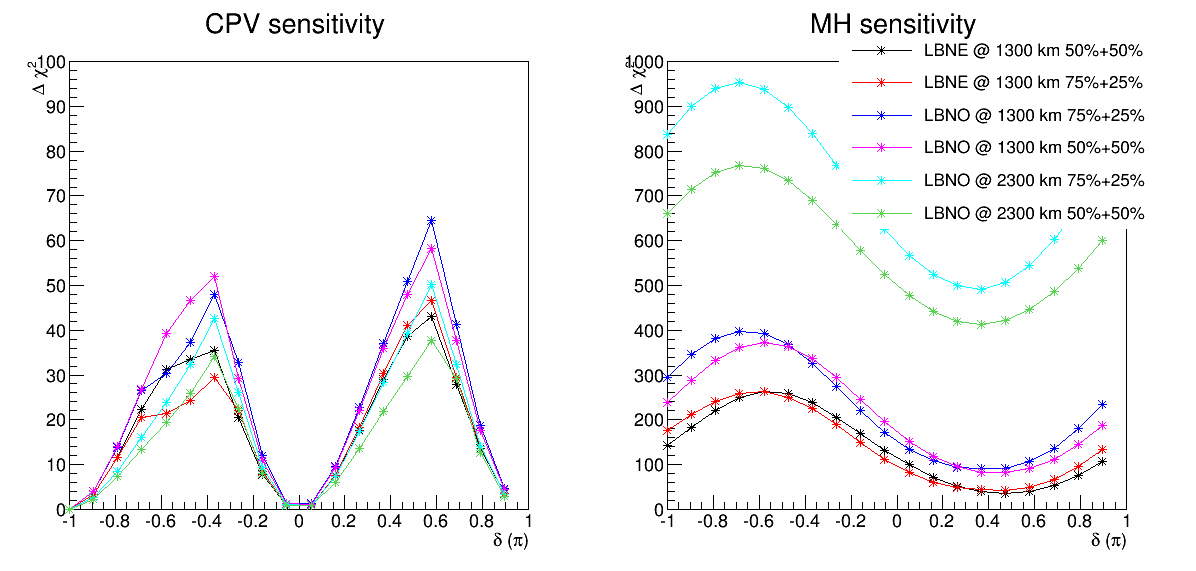 CPV sensitivity
Δ χ²
100
90
80
70
60
50
40
30
20
10
0
-1 -0.8 -0.6 -0.4 -0.2 0 0.2 0.4 0.6 0.8 1
δ (π)
MH sensitivity
Δ χ²
1000
900
800
700
600
500
400
300
200
100
0
-1 -0.8 -0.6 -0.4 -0.2 0 0.2 0.4 0.6 0.8 1
δ (π)
LBNE @ 1300 km 50%+50%
LBNE @ 1300 km 75%+25%
LBNO @ 1300 km 75%+25%
LBNO @ 1300 km 50%+50%
LBNO @ 2300 km 75%+25%
LBNO @ 2300 km 50%+50%